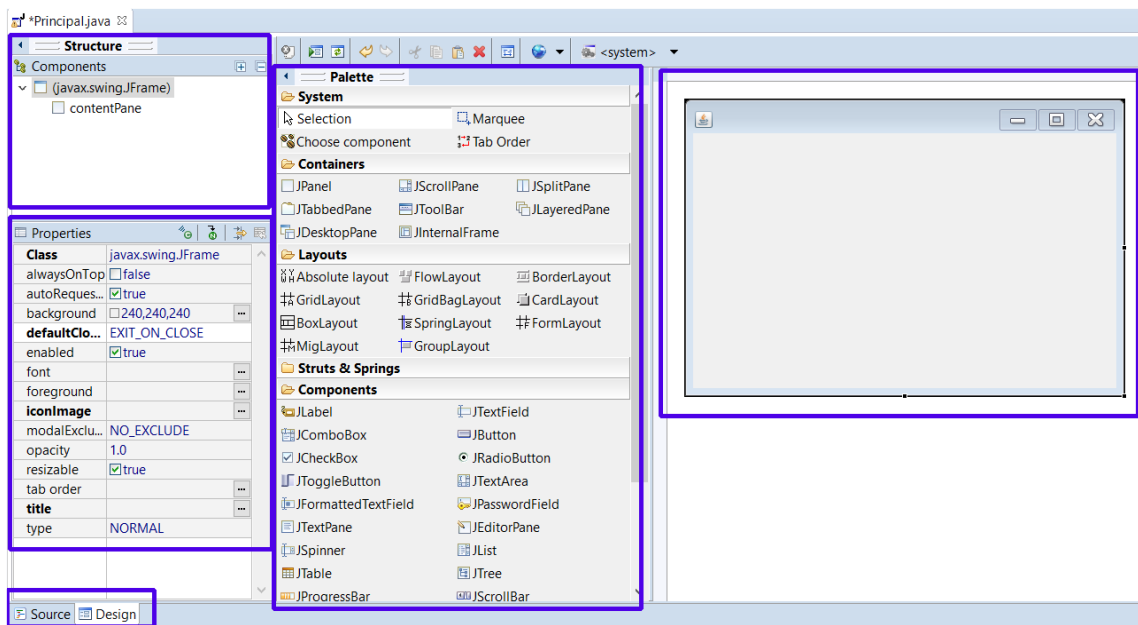 *Principal.java
Structure
Components
(javax.swing.JFrame)
contentPane
Properties
Class javax.swing.JFrame
alwaysOnTop false
autoReques... true
background 240,240,240 ...
defaultClo... EXIT_ON_CLOSE
enabled true
font ...
foreground ...
iconImage ...
modalExclu... NO_EXCLUDE
opacity 1.0
resizable true
tab order ...
title ...
type NORMAL
Source Design
<system>
Palette
System
Selection Marquee
Choose component Tab Order
Containers
JPanel JScrollPane JSplitPane
JTabbedPane JToolBar JLayeredPane
JDesktopPane JInternalFrame
Layouts
Absolute layout FlowLayout BorderLayout
GridLayout GridBagLayout CardLayout
BoxLayout SpringLayout FormLayout
MigLayout GroupLayout
Struts & Springs
Components
JLabel JTextField
JComboBox JButton
JCheckBox JRadioButton
JToggleButton JTextArea
JFormattedTextField JPasswordField
JTextPane JEditorPane
JSpinner JList
JTable JTree
JProgressBar JScrollBar